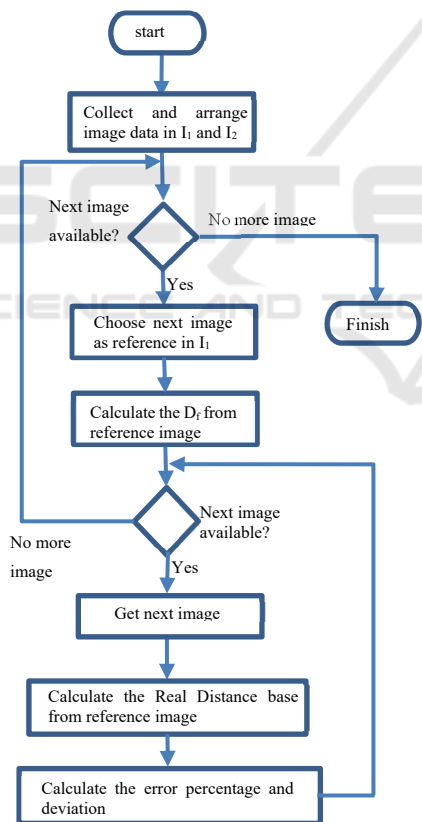 start
Collect and arrange
image data in I₁ and I₂
Next image
available?
No more image
Yes
Choose next image
as reference in I₁
Finish
Calculate the Df from
reference image
Next image
available?
No more
image
Yes
Get next image
Calculate the Real Distance base
from reference image
Calculate the error percentage and
deviation